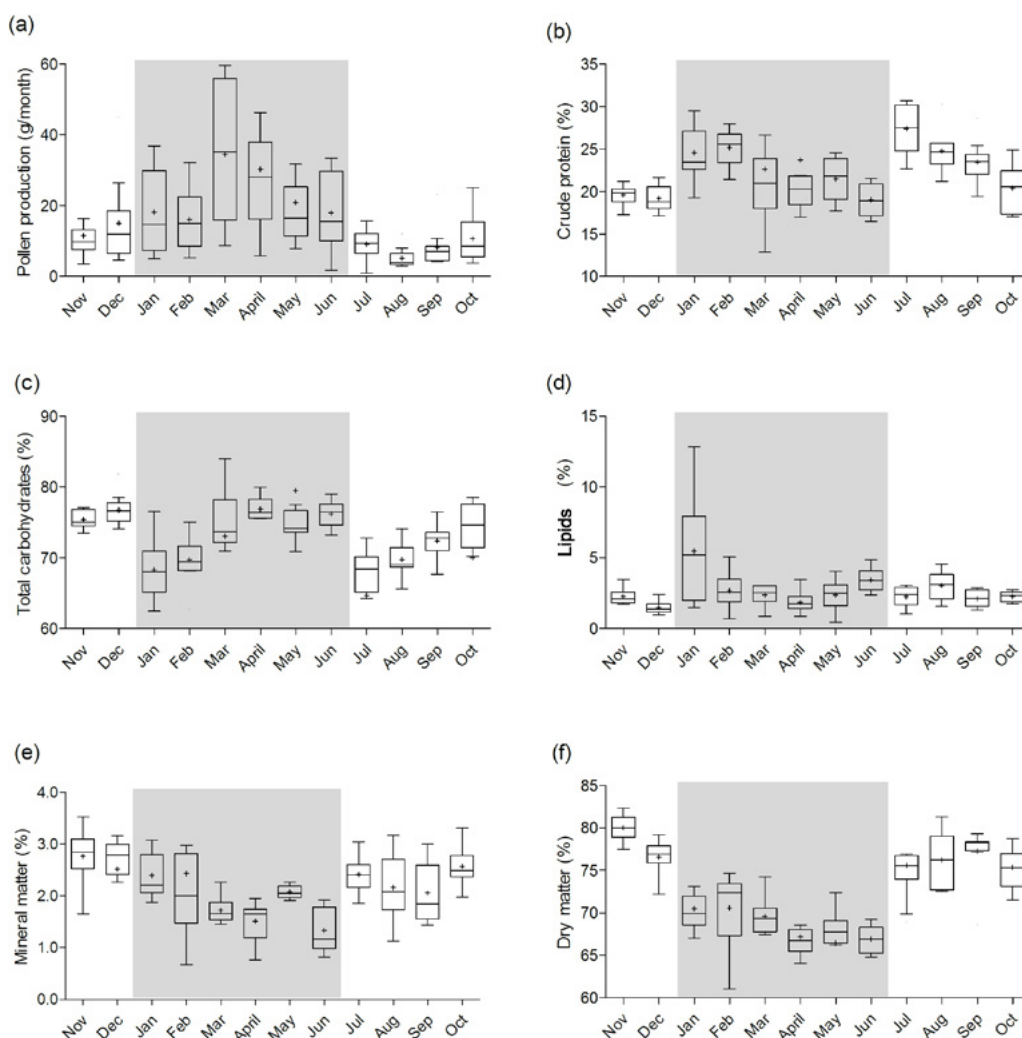 (a)
Pollen production (g/month)
60
40
20
0
Nov Dec Jan Feb Mar April May Jun Jul Aug Sep Oct
(b)
Crude protein (%)
35
30
25
20
15
10
Nov Dec Jan Feb Mar April May Jun Jul Aug Sep Oct
(c)
Total carbohydrates (%)
90
80
70
60
Nov Dec Jan Feb Mar April May Jun Jul Aug Sep Oct
(d)
Lipids (%)
15
10
5
0
Nov Dec Jan Feb Mar April May Jun Jul Aug Sep Oct
(e)
Mineral matter (%)
4.0
3.0
2.0
1.0
0.0
Nov Dec Jan Feb Mar April May Jun Jul Aug Sep Oct
(f)
Dry matter (%)
85
80
75
70
65
60
Nov Dec Jan Feb Mar April May Jun Jul Aug Sep Oct